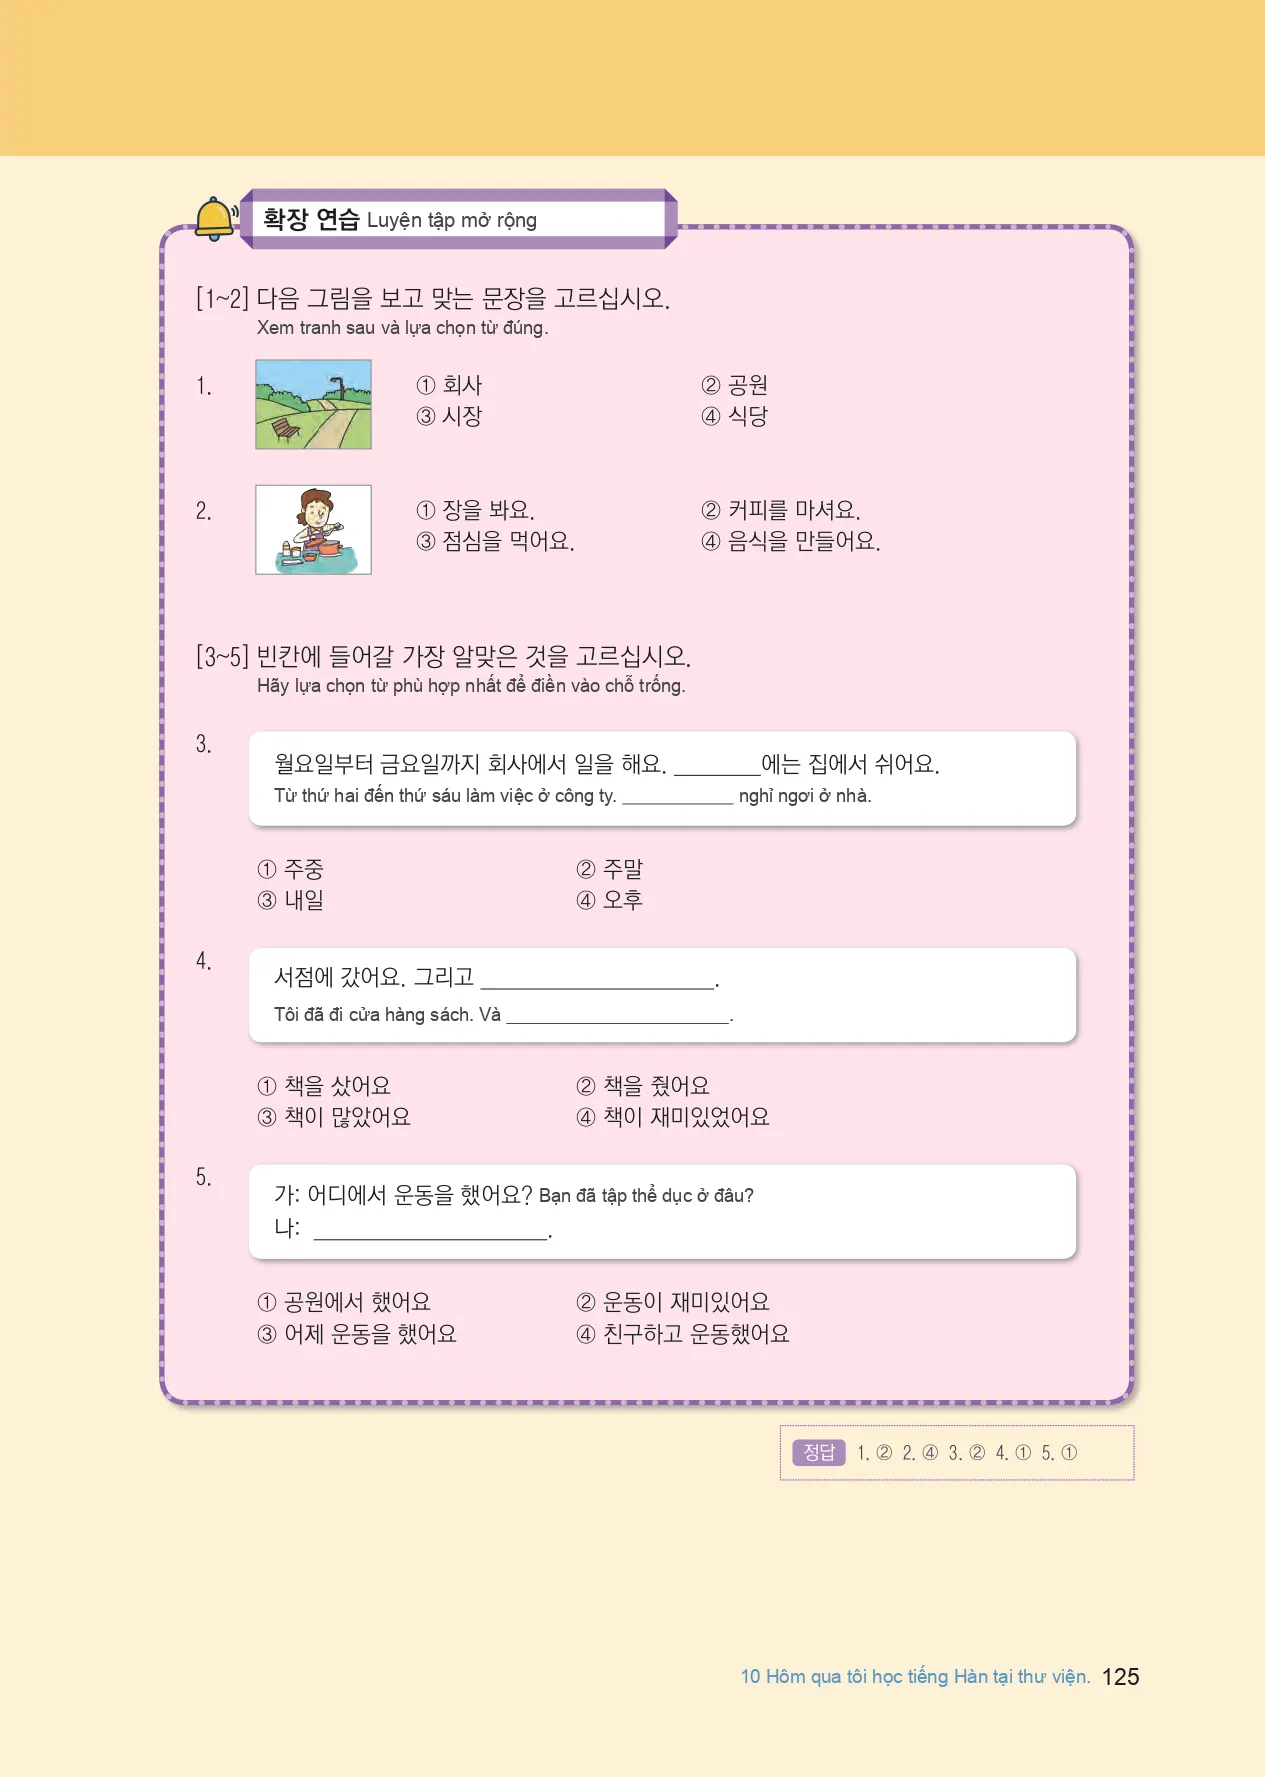 확장 연습 Luyện tập mở rộng
[1~2] 다음 그림을 보고 맞는 문장을 고르십시오.
Xem tranh sau và lựa chọn từ đúng.
1.
① 회사 ② 공원
③ 시장 ④ 식당
2.
① 장을 봐요. ② 커피를 마셔요.
③ 점심을 먹어요. ④ 음식을 만들어요.
[3~5] 빈칸에 들어갈 가장 알맞은 것을 고르십시오.
Hãy lựa chọn từ phù hợp nhất để điền vào chỗ trống.
3.
월요일부터 금요일까지 회사에서 일을 해요. ________에는 집에서 쉬어요.
Từ thứ hai đến thứ sáu làm việc ở công ty. ___________ nghỉ ngơi ở nhà.
① 주중 ② 주말
③ 내일 ④ 오후
4.
서점에 갔어요. 그리고 ______________________.
Tôi đã đi cửa hàng sách. Và ______________________.
① 책을 샀어요 ② 책을 줬어요
③ 책이 많았어요 ④ 책이 재미있었어요
5.
가: 어디에서 운동을 했어요? Bạn đã tập thể dục ở đâu?
나: ______________________.
① 공원에서 했어요 ② 운동이 재미있어요
③ 어제 운동을 했어요 ④ 친구하고 운동했어요
정답 1. ② 2. ④ 3. ② 4. ① 5. ①
10 Hôm qua tôi học tiếng Hàn tại thư viện. 125